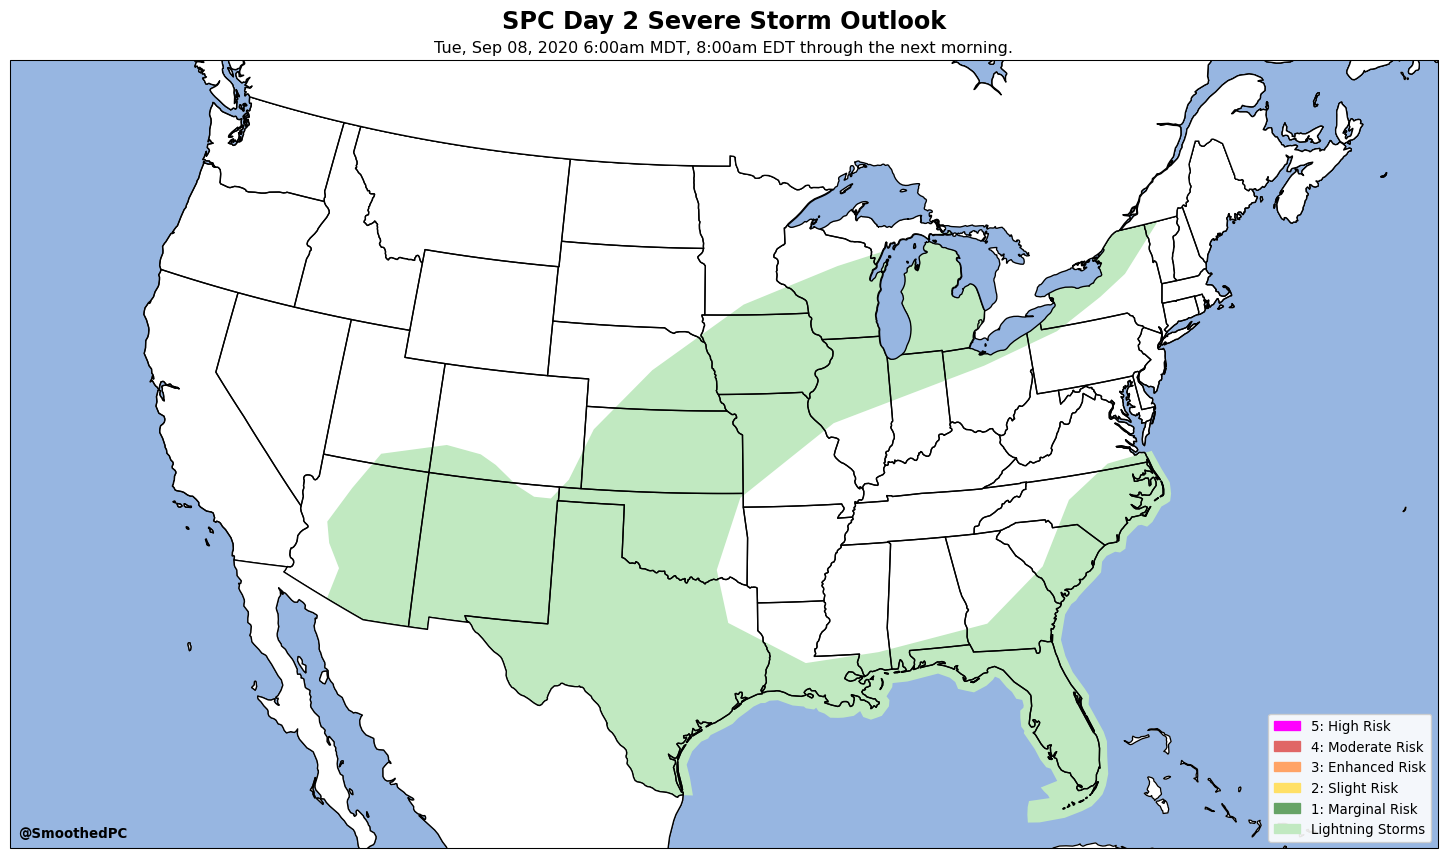 SPC Day 2 Severe Storm Outlook
Tue, Sep 08, 2020 6:00am MDT, 8:00am EDT through the next morning.
5: High Risk
4: Moderate Risk
3: Enhanced Risk
2: Slight Risk
1: Marginal Risk
Lightning Storms
@SmoothedPC